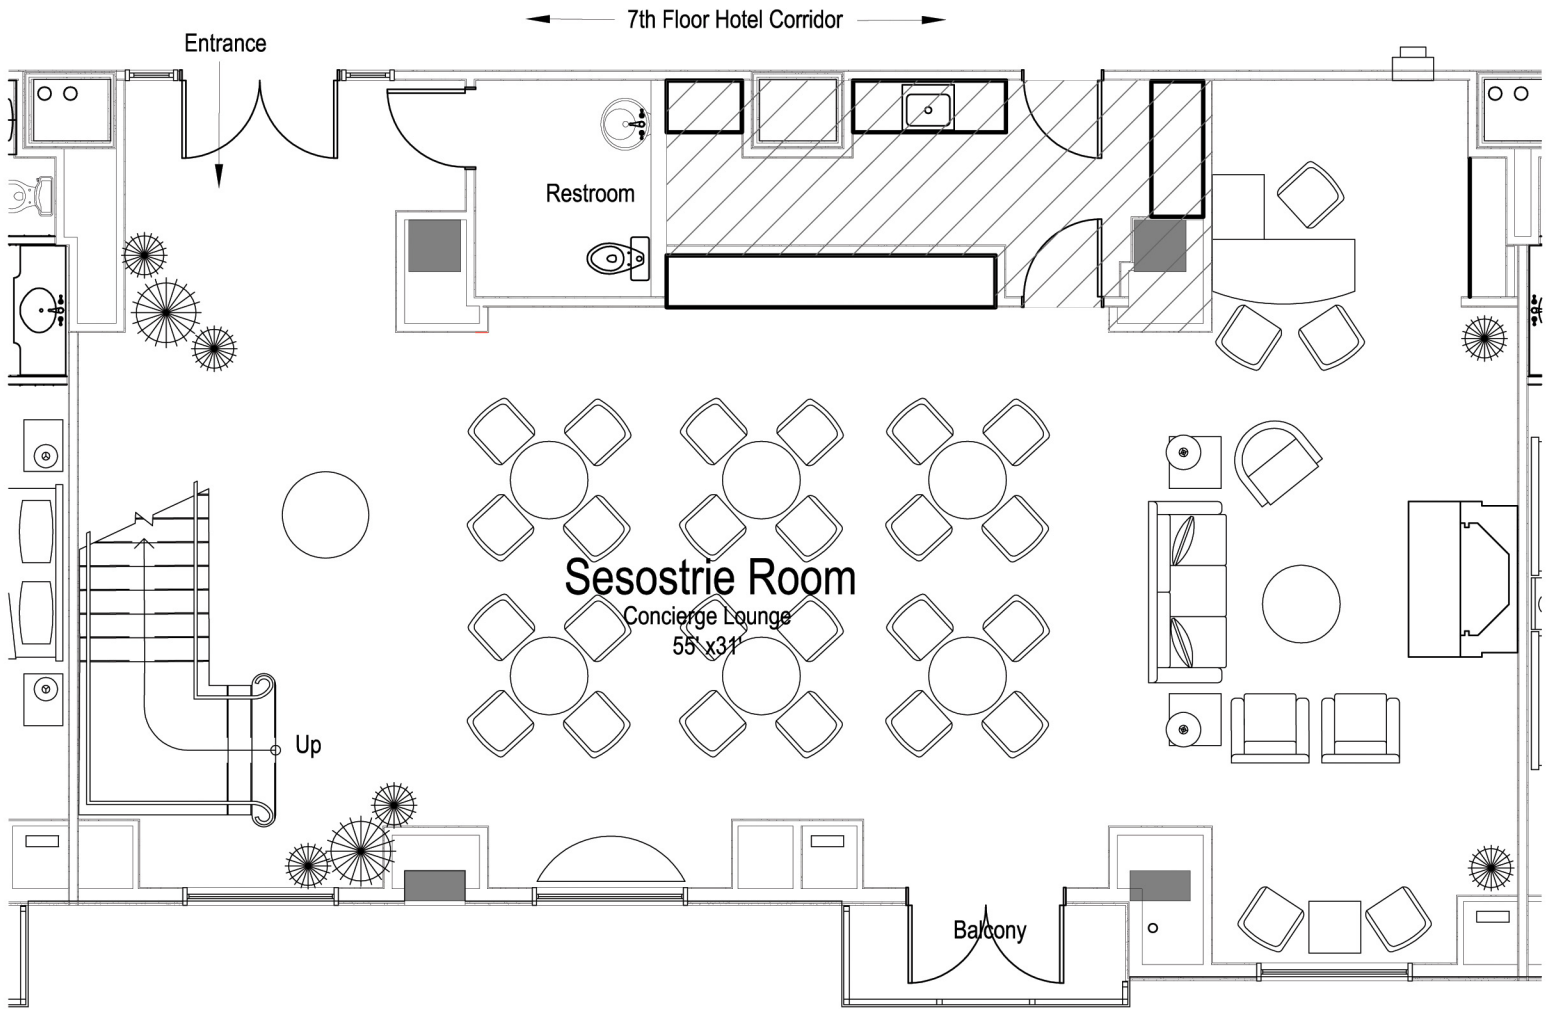 7th Floor Hotel Corridor
Entrance
Restroom
Sesostrie Room
Concierge Lounge
55' x31'
Up
Balcony